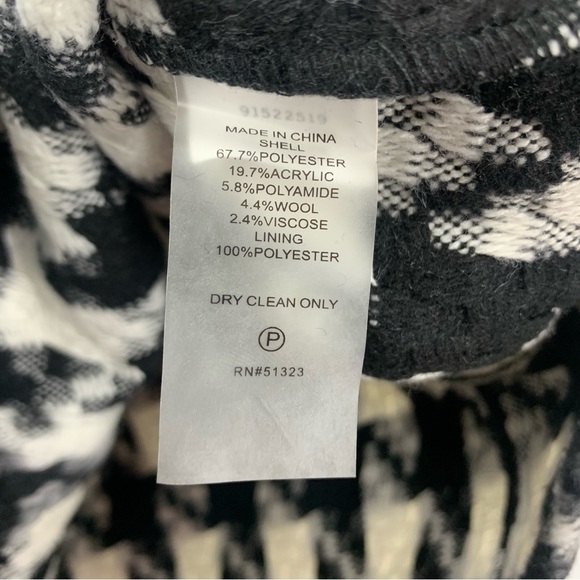 91522519
MADE IN CHINA
SHELL
67.7%POLYESTER
19.7%ACRYLIC
5.8%POLYAMIDE
4.4%WOOL
2.4%VISCOSE
LINING
100%POLYESTER
DRY CLEAN ONLY
P
RN#51323